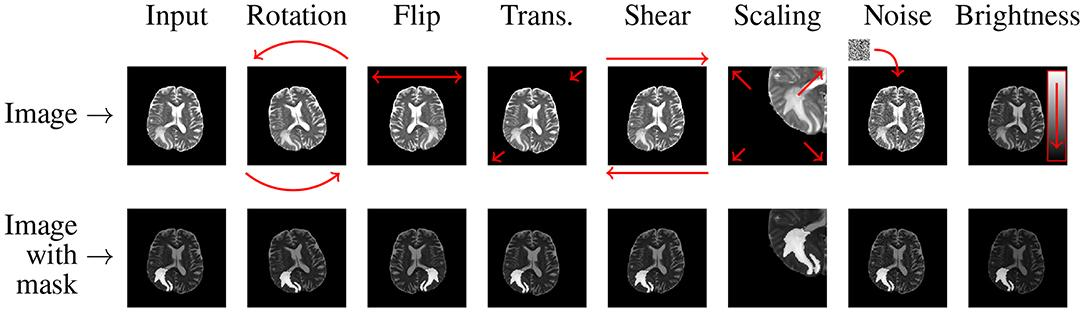 Input Rotation Flip Trans. Shear Scaling Noise Brightness
Image →
Image
with →
mask